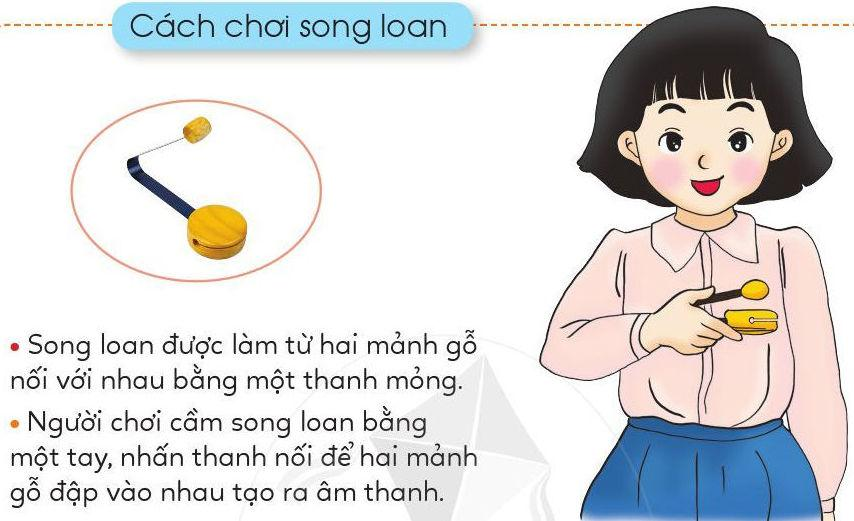 Cách chơi song loan
• Song loan được làm từ hai mảnh gỗ
nối với nhau bằng một thanh mỏng.
• Người chơi cầm song loan bằng
một tay, nhấn thanh nối để hai mảnh
gỗ đập vào nhau tạo ra âm thanh.